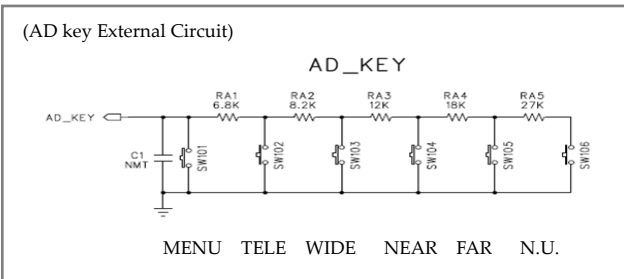 (AD key External Circuit)
AD_KEY
RA1 RA2 RA3 RA4 RA5
6.8K 8.2K 12K 18K 27K
AD_KEY
C1
NMT
SW101 SW102 SW103 SW104 SW105 SW106
MENU TELE WIDE NEAR FAR N.U.